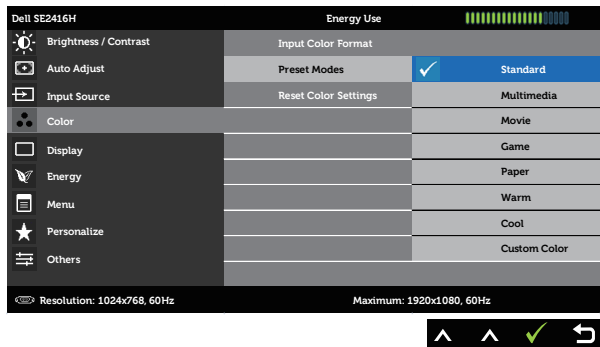 Dell SE2416H
Energy Use
Brightness / Contrast
Auto Adjust
Input Source
Color
Display
Energy
Menu
Personalize
Others
Input Color Format
Preset Modes
Reset Color Settings
Standard
Multimedia
Movie
Game
Paper
Warm
Cool
Custom Color
Resolution: 1024x768, 60Hz
Maximum: 1920x1080, 60Hz